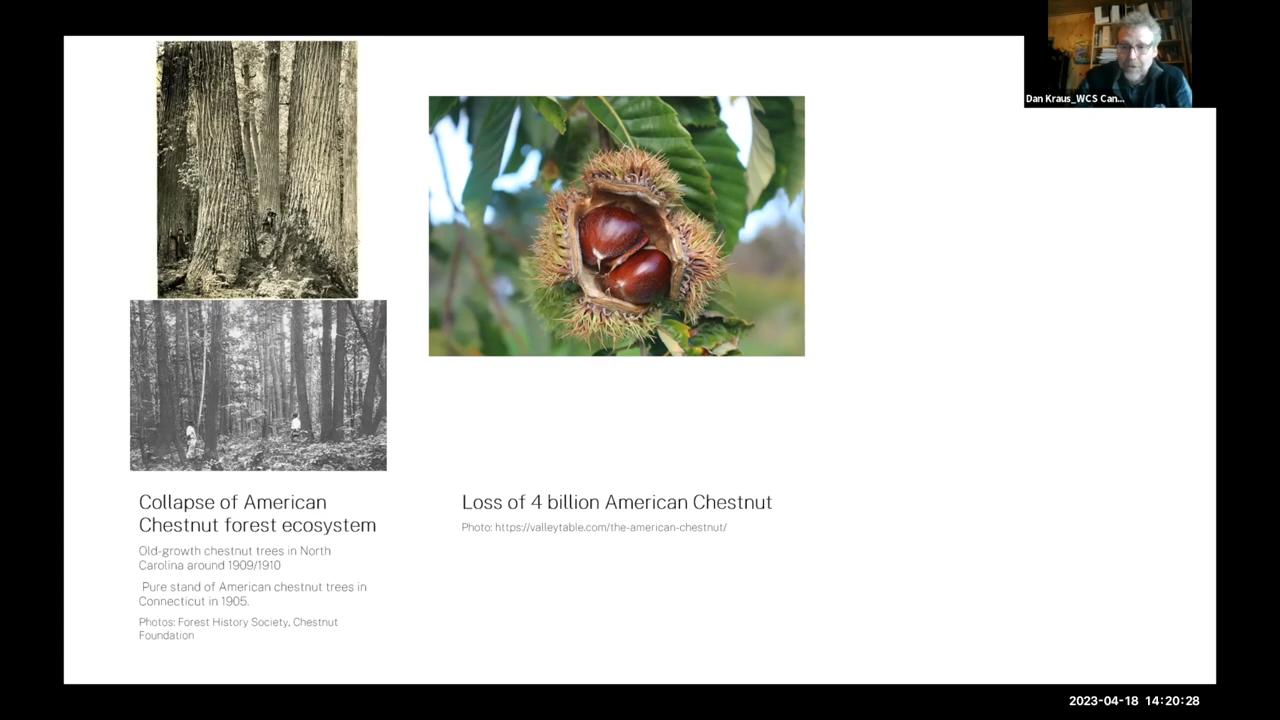 Dan Kraus_WCS Can...
Collapse of American
Chestnut forest ecosystem
Old-growth chestnut trees in North
Carolina around 1909/1910
Pure stand of American chestnut trees in
Connecticut in 1905.
Photos: Forest History Society, Chestnut
Foundation
Loss of 4 billion American Chestnut
Photo: https://valleytable.com/the-american-chestnut/
2023-04-18 14:20:28